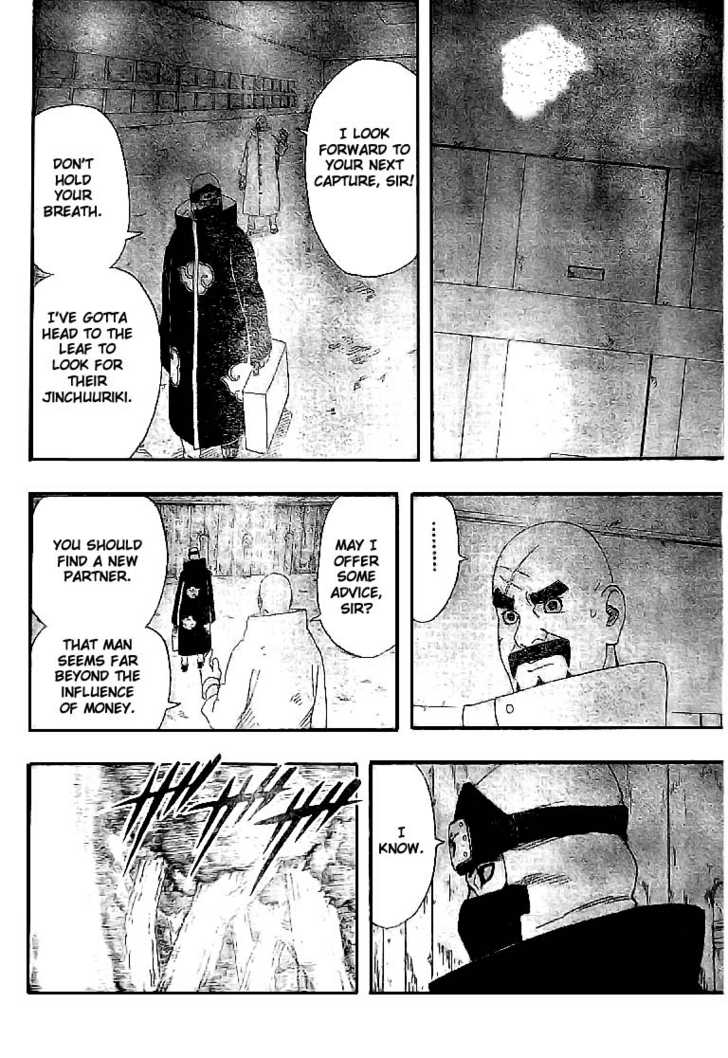 I LOOK
FORWARD TO
YOUR NEXT
CAPTURE, SIR!
DON'T
HOLD
YOUR
BREATH.
I'VE GOTTA
HEAD TO THE
LEAF TO
LOOK FOR
THEIR
JINCHUURIKI.
.........
MAY I
OFFER
SOME
ADVICE,
SIR?
YOU SHOULD
FIND A NEW
PARTNER.
THAT MAN
SEEMS FAR
BEYOND THE
INFLUENCE
OF MONEY.
I
KNOW.